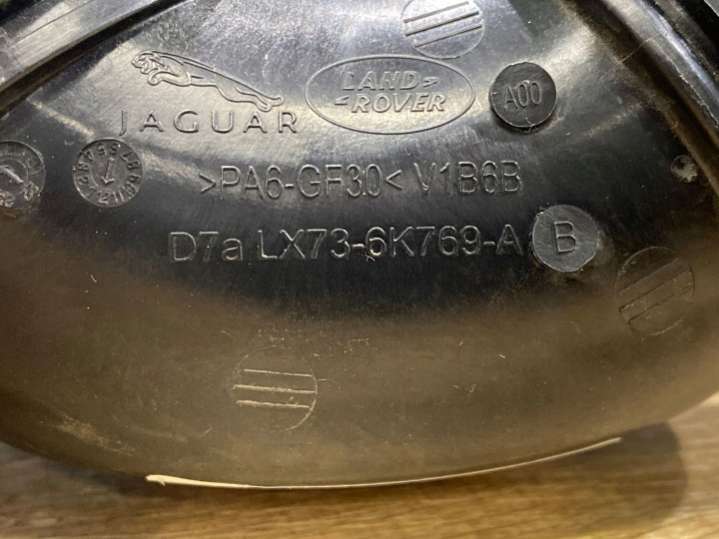 LAND
ROVER
A00
JAGUAR
>PA6-GF30< V1B6B
D7a LX73-6K769-A B